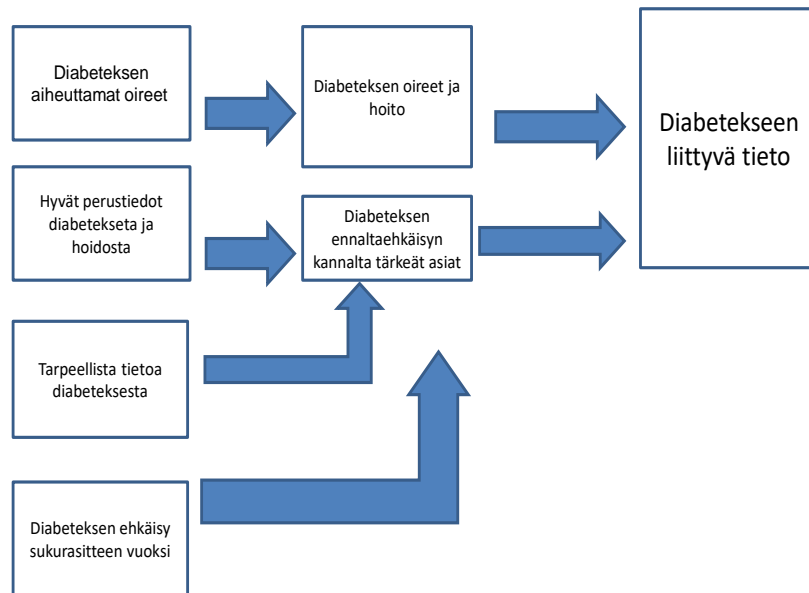 Diabeteksen
aiheuttamat oireet
Diabeteksen oireet ja
hoito
Diabetekseen
liittyvä tieto
Hyvät perustiedot
diabetekseta ja
hoidosta
Diabeteksen
ennaltaehkäisyn
kannalta tärkeät asiat
Tarpeellista tietoa
diabeteksesta
Diabeteksen ehkäisy
sukurasitteen vuoksi